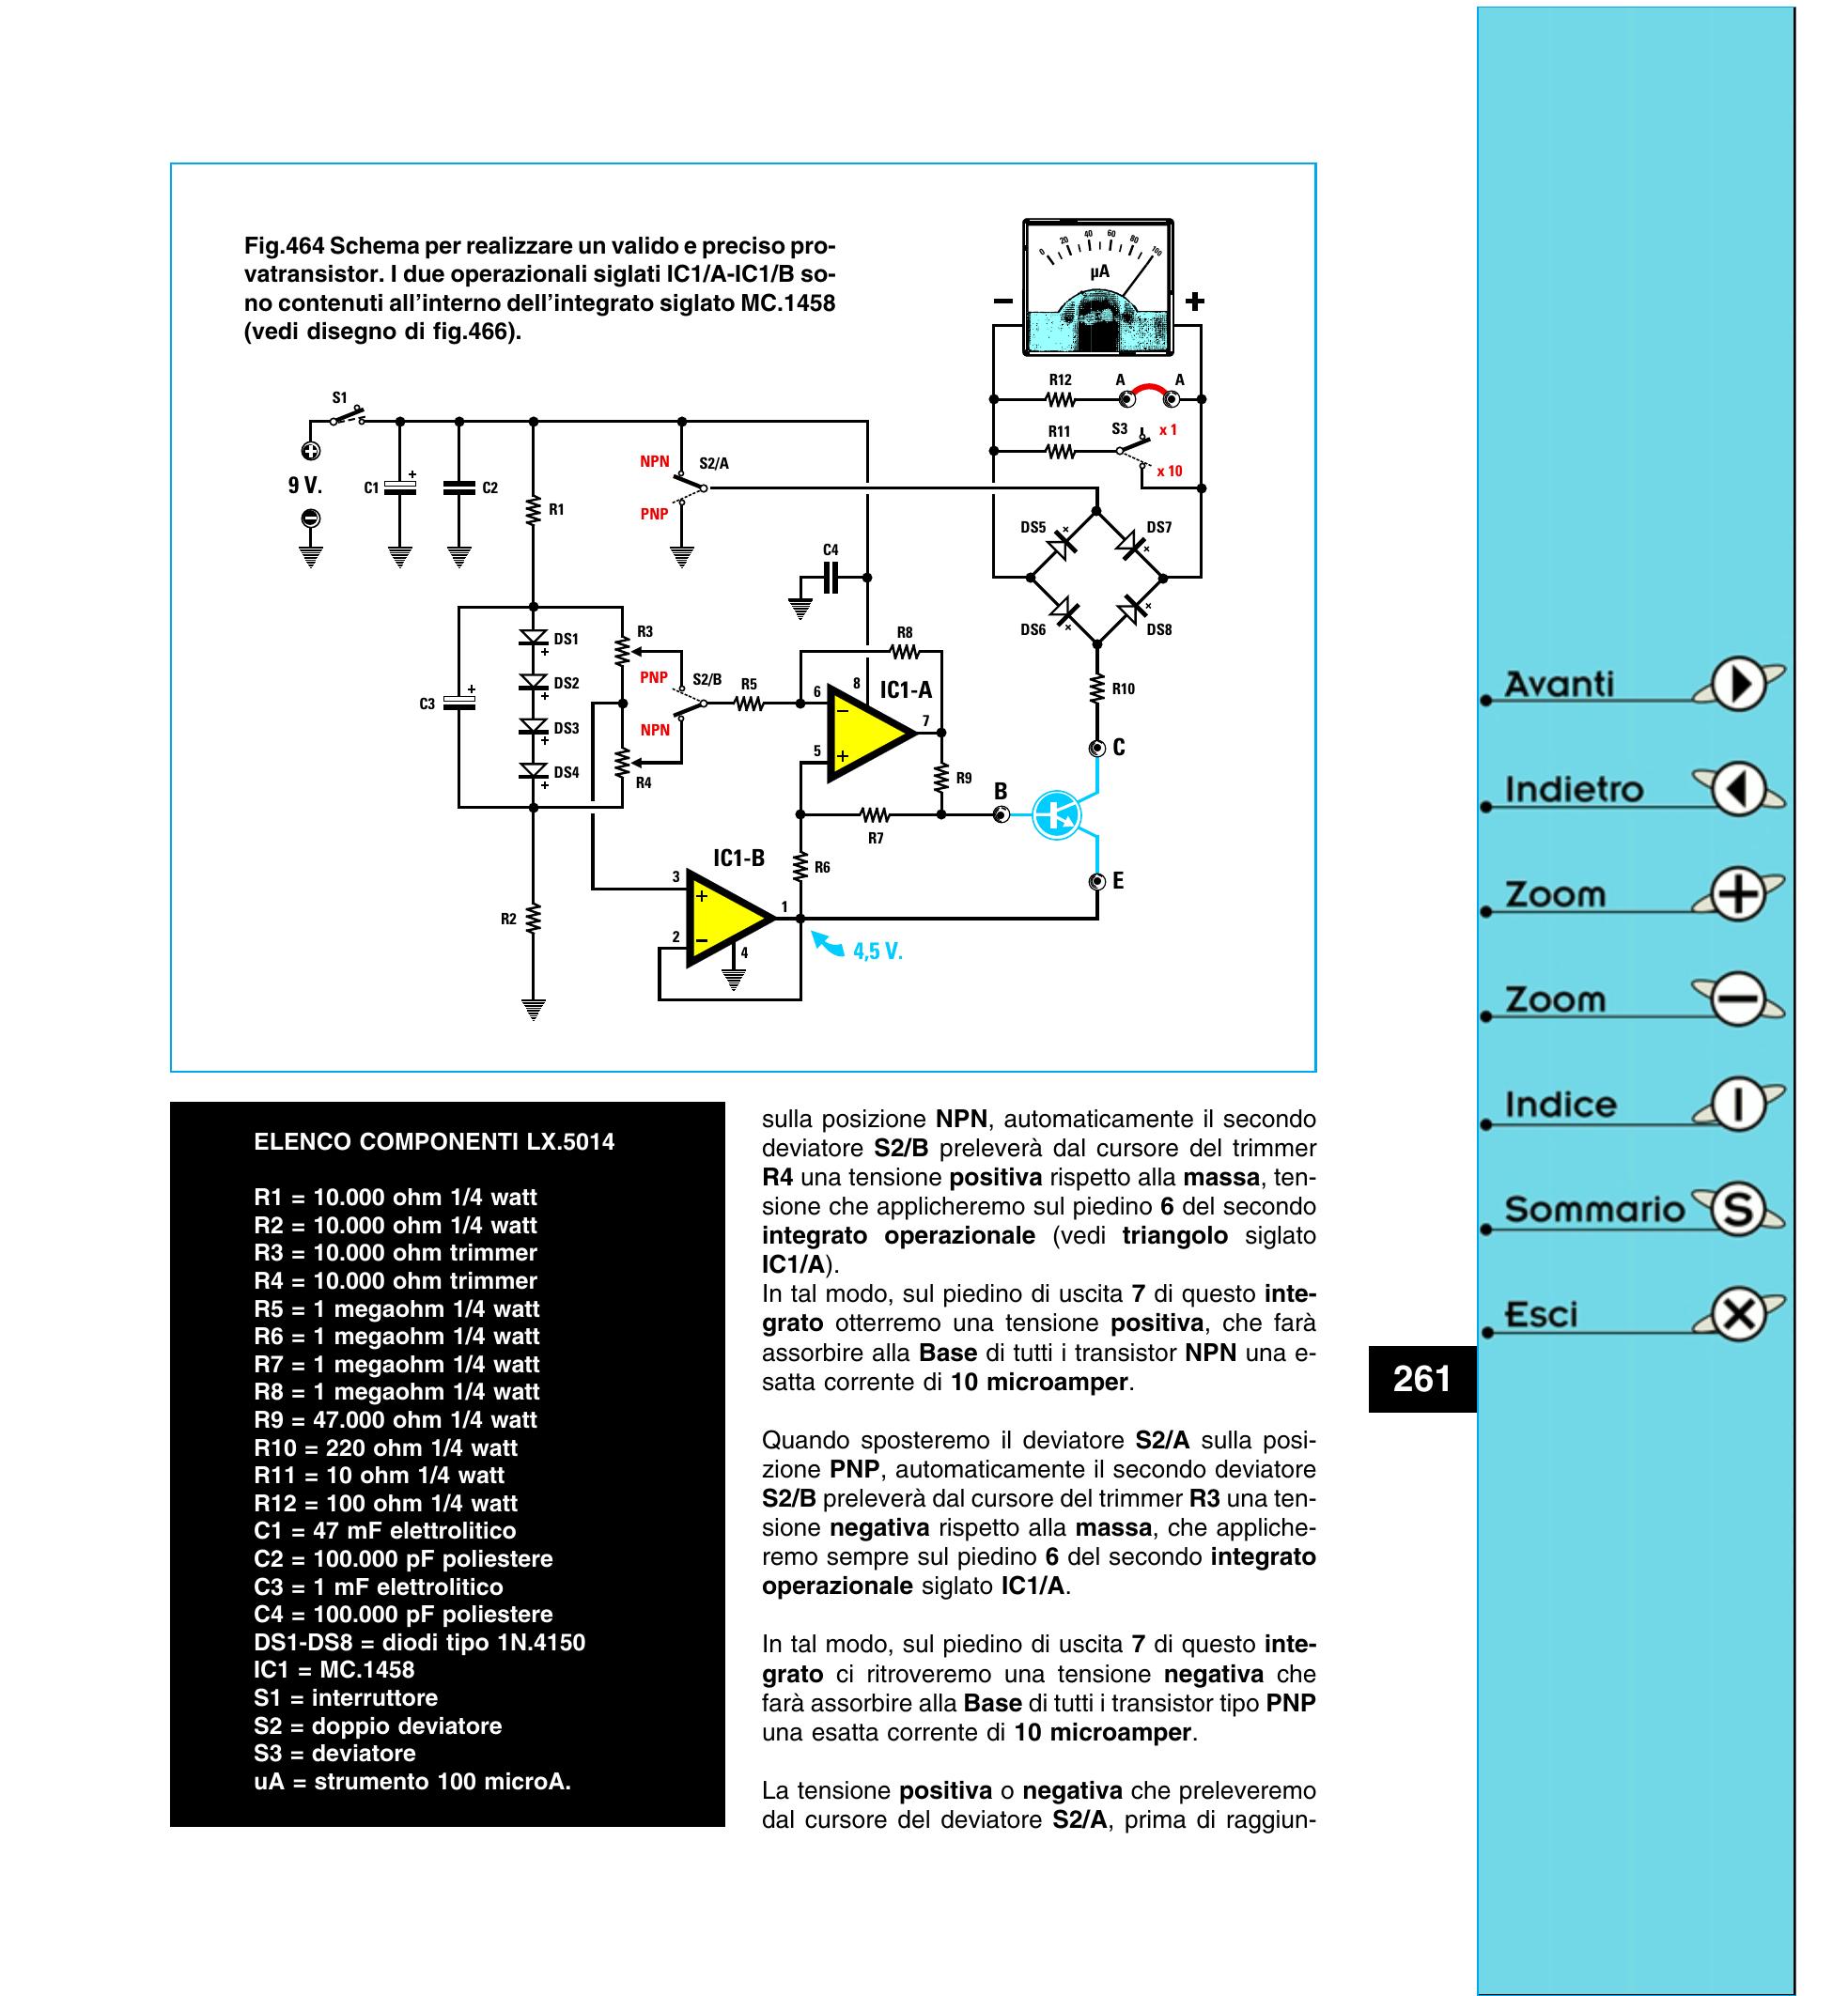 Fig.464 Schema per realizzare un valido e preciso pro-
vatransistor. I due operazionali siglati IC1/A-IC1/B so-
no contenuti all'interno dell'integrato siglato MC.1458
(vedi disegno di fig.466).
0 20 40 60 80 100
µA
− +
R12 A A
R11 S3 x 1
x 10
S1
9 V.
C1 + C2
R1
NPN S2/A
PNP
DS5 DS7
DS6 DS8
C4
R8
R3
DS1
DS2
DS3
DS4
C3 +
PNP S2/B R5
NPN
R4
6 8 IC1-A
7
5
R10
C
R9
B
R7
E
IC1-B
R6
3
1
2
4
R2
4,5 V.
ELENCO COMPONENTI LX.5014
R1 = 10.000 ohm 1/4 watt
R2 = 10.000 ohm 1/4 watt
R3 = 10.000 ohm trimmer
R4 = 10.000 ohm trimmer
R5 = 1 megaohm 1/4 watt
R6 = 1 megaohm 1/4 watt
R7 = 1 megaohm 1/4 watt
R8 = 1 megaohm 1/4 watt
R9 = 47.000 ohm 1/4 watt
R10 = 220 ohm 1/4 watt
R11 = 10 ohm 1/4 watt
R12 = 100 ohm 1/4 watt
C1 = 47 mF elettrolitico
C2 = 100.000 pF poliestere
C3 = 1 mF elettrolitico
C4 = 100.000 pF poliestere
DS1-DS8 = diodi tipo 1N.4150
IC1 = MC.1458
S1 = interruttore
S2 = doppio deviatore
S3 = deviatore
uA = strumento 100 microA.
sulla posizione NPN, automaticamente il secondo
deviatore S2/B preleverà dal cursore del trimmer
R4 una tensione positiva rispetto alla massa, ten-
sione che applicheremo sul piedino 6 del secondo
integrato operazionale (vedi triangolo siglato
IC1/A).
In tal modo, sul piedino di uscita 7 di questo inte-
grato otterremo una tensione positiva, che farà
assorbire alla Base di tutti i transistor NPN una e-
satta corrente di 10 microamper.
Quando sposteremo il deviatore S2/A sulla posi-
zione PNP, automaticamente il secondo deviatore
S2/B preleverà dal cursore del trimmer R3 una ten-
sione negativa rispetto alla massa, che appliche-
remo sempre sul piedino 6 del secondo integrato
operazionale siglato IC1/A.
In tal modo, sul piedino di uscita 7 di questo inte-
grato ci ritroveremo una tensione negativa che
farà assorbire alla Base di tutti i transistor tipo PNP
una esatta corrente di 10 microamper.
La tensione positiva o negativa che preleveremo
dal cursore del deviatore S2/A, prima di raggiun-
Avanti
Indietro
Zoom +
Zoom −
Indice I
Sommario S
Esci X
261